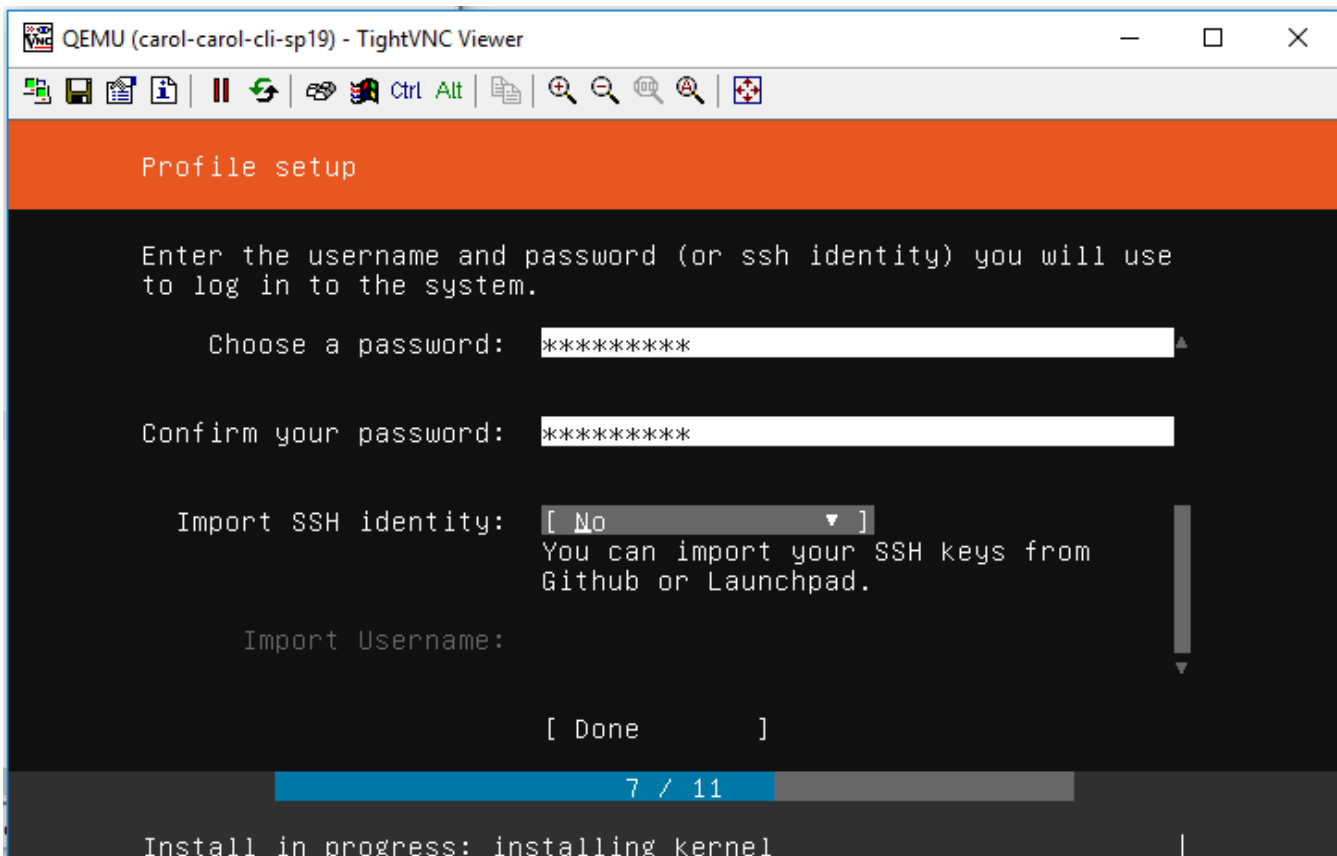 QEMU (carol-carol-cli-sp19) - TightVNC Viewer
Ctrl Alt
Profile setup
Enter the username and password (or ssh identity) you will use
to log in to the system.
Choose a password: *********
Confirm your password: *********
Import SSH identity: [ No ▼ ]
You can import your SSH keys from
Github or Launchpad.
Import Username:
[ Done ]
7 / 11
Install in progress: installing kernel |